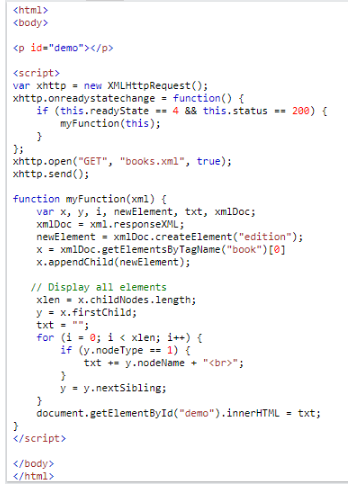 <html>
<body>
<p id="demo"></p>
<script>
var xhttp = new XMLHttpRequest();
xhttp.onreadystatechange = function() {
    if (this.readyState == 4 && this.status == 200) {
        myFunction(this);
    }
};
xhttp.open("GET", "books.xml", true);
xhttp.send();
function myFunction(xml) {
    var x, y, i, newElement, txt, xmlDoc;
    xmlDoc = xml.responseXML;
    newElement = xmlDoc.createElement("edition");
    x = xmlDoc.getElementsByTagName("book")[0]
    x.appendChild(newElement);
   // Display all elements
    xlen = x.childNodes.length;
    y = x.firstChild;
    txt = "";
    for (i = 0; i < xlen; i++) {
        if (y.nodeType == 1) {
            txt += y.nodeName + "<br>";
        }
        y = y.nextSibling;
    }
    document.getElementById("demo").innerHTML = txt;
}
</script>
</body>
</html>